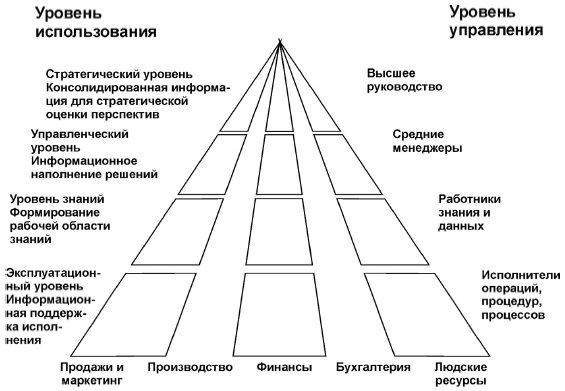 Уровень
использования
Уровень
управления
Стратегический уровень
Консолидированная информа-
ция для стратегической
оценки перспектив
Высшее
руководство
Управленческий
уровень
Информационное
наполнение решений
Средние
менеджеры
Уровень знаний
Формирование
рабочей области
знаний
Работники
знания и
данных
Эксплуатацион-
ный уровень
Информацион-
ная поддерж-
ка испол-
нения
Исполнители
операций,
процедур,
процессов
Продажи и
маркетинг
Производство
Финансы
Бухгалтерия
Людские
ресурсы